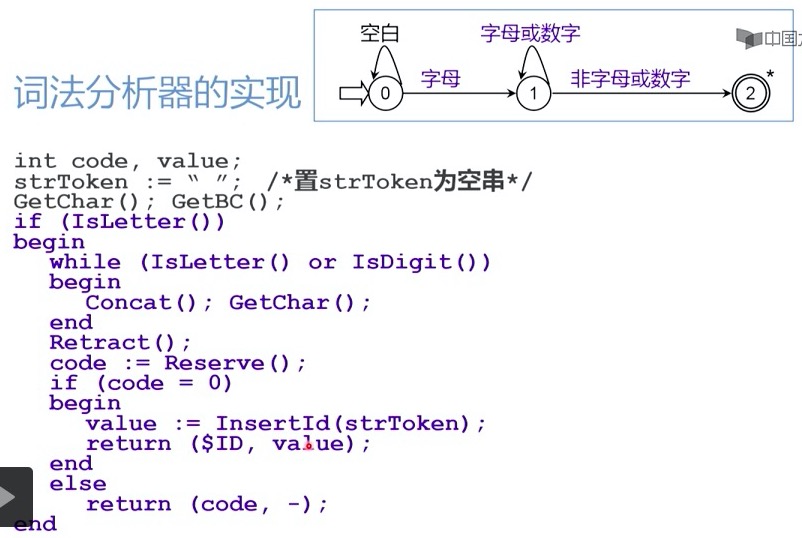 空白
字母或数字
中国
词法分析器的实现
字母
非字母或数字
0
1
2
*
int code, value;
strToken := “ ”; /*置strToken为空串*/
GetChar(); GetBC();
if (IsLetter())
begin
while (IsLetter() or IsDigit())
begin
Concat(); GetChar();
end
Retract();
code := Reserve();
if (code = 0)
begin
value := InsertId(strToken);
return ($ID, value);
end
else
return (code, -);
end